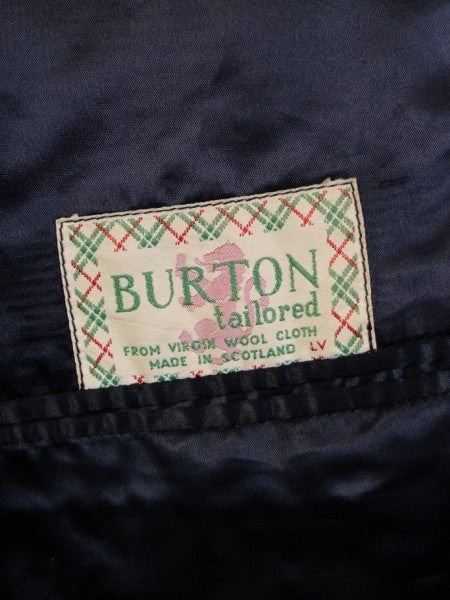 BURTON
tailored
FROM VIRGIN WOOL CLOTH
MADE IN SCOTLAND LV